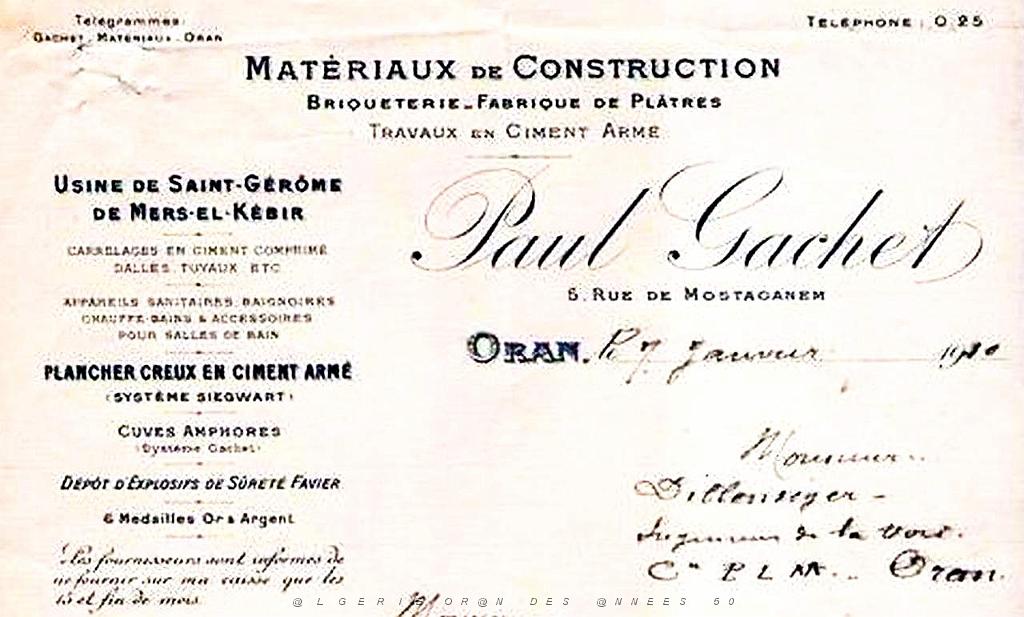 Télégrammes:
GACHET-MATÉRIAUX-ORAN
TÉLÉPHONE: 0.25
MATÉRIAUX DE CONSTRUCTION
BRIQUETERIE-FABRIQUE DE PLÂTRES
TRAVAUX EN CIMENT ARMÉ
Paul Gachet
5, RUE DE MOSTAGANEM
USINE DE SAINT-GÉRÔME
DE MERS-EL-KÉBIR
CARRELAGES EN CIMENT COMPRIMÉ
DALLES, TUYAUX, ETC.
APPAREILS SANITAIRES, BAIGNOIRES
CHAUFFE-BAINS & ACCESSOIRES
POUR SALLES DE BAIN
PLANCHER CREUX EN CIMENT ARMÉ
(SYSTÈME SIEGWART)
CUVES AMPHORES
(Système Gachet)
DÉPÔT D'EXPLOSIFS DE SÛRETÉ FAVIER
6 Médailles Or & Argent
Les fournisseurs sont informés de
ne fournir sur ma caisse que les
15 et fin de mois.
ORAN, le 7 Janvier
Monsieur
Dillenseger -
Ingénieur de la Voie.
Cie P L M. Oran.
@LGERIE OR@N DES @NNEES 50